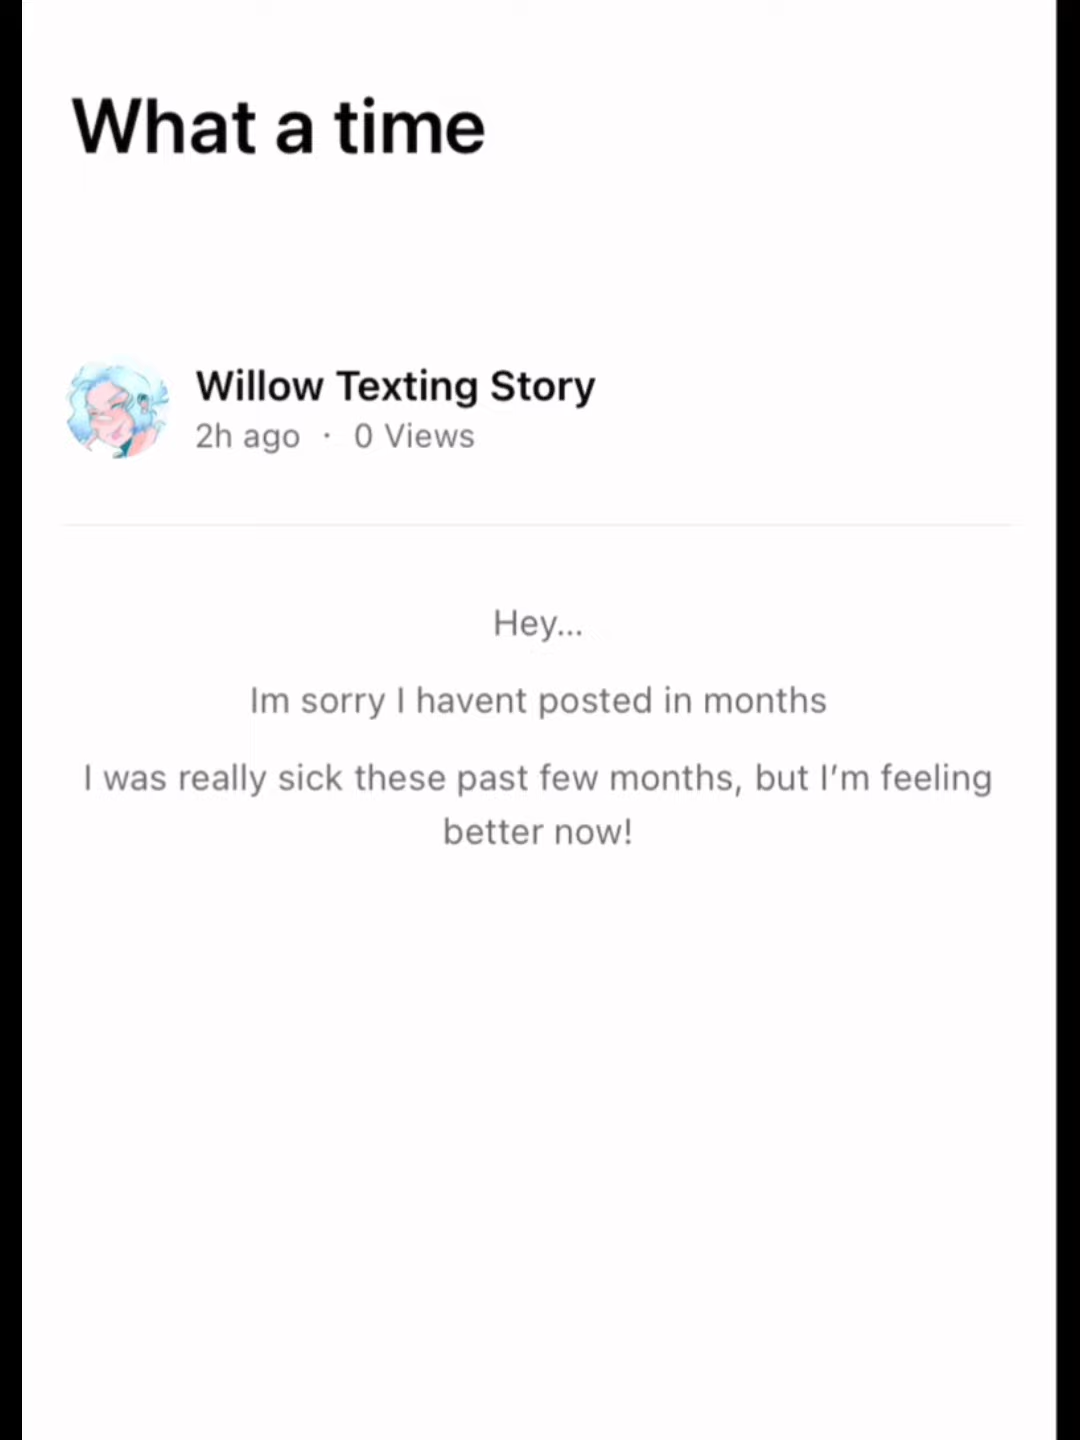 What a time
Willow Texting Story
2h ago · 0 Views
Hey...
Im sorry I havent posted in months
I was really sick these past few months, but I’m feeling
better now!